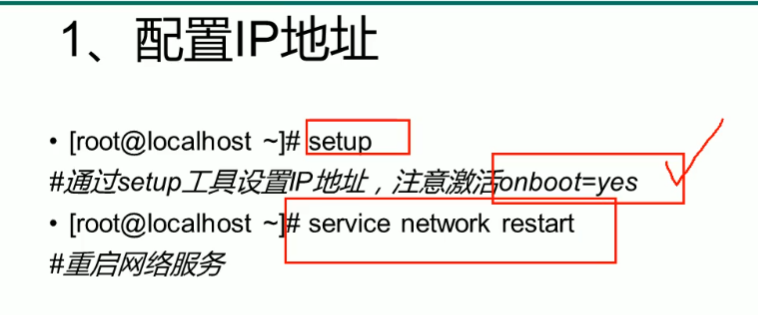 1、配置IP地址
• [root@localhost ~]# setup
#通过setup工具设置IP地址，注意激活onboot=yes
• [root@localhost ~]# service network restart
#重启网络服务